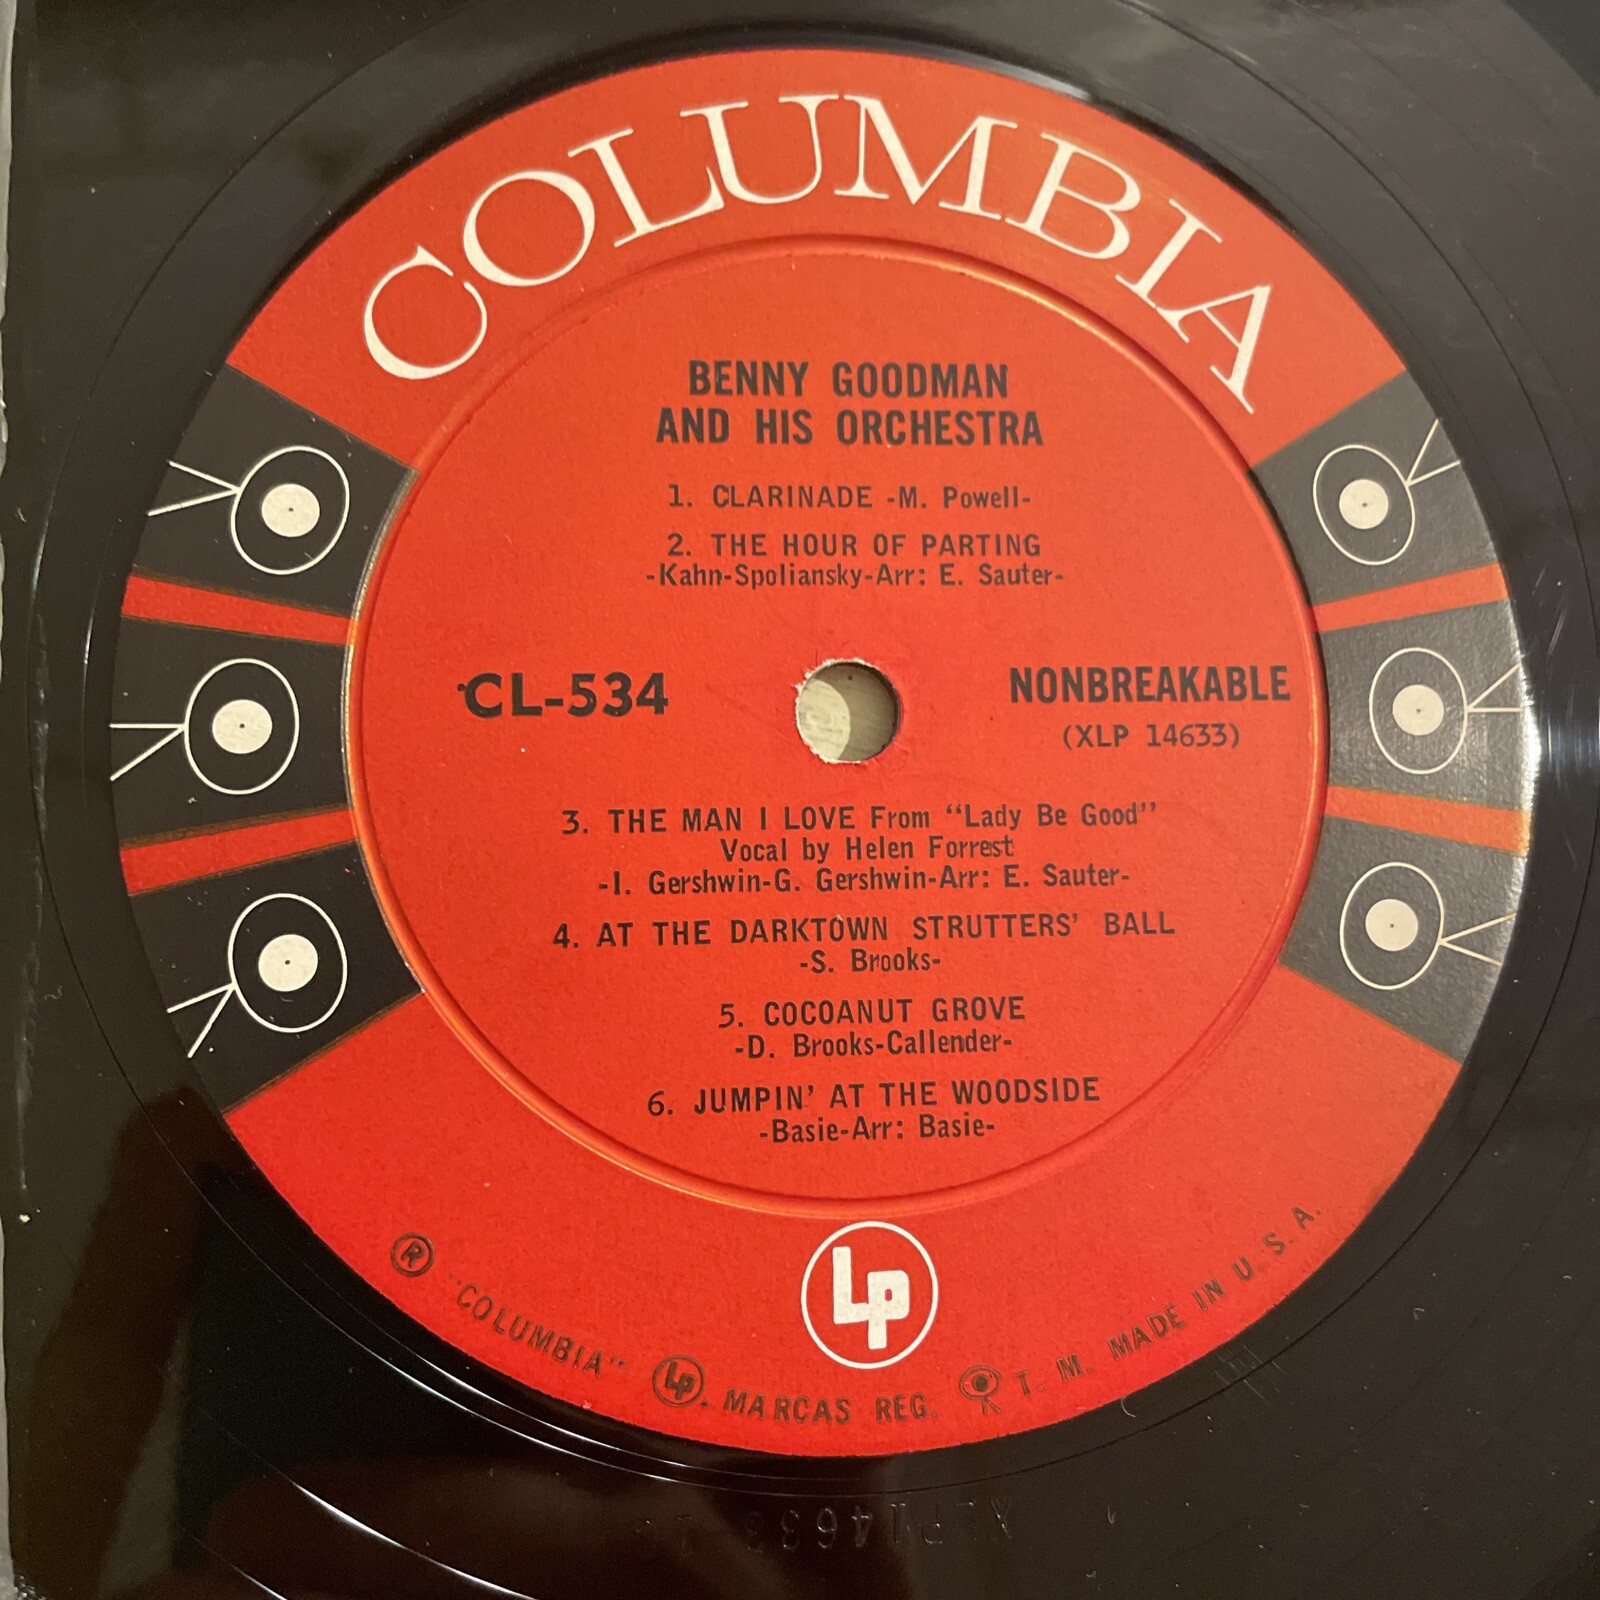 COLUMBIA
BENNY GOODMAN
AND HIS ORCHESTRA
1. CLARINADE -M. Powell-
2. THE HOUR OF PARTING
-Kahn-Spoliansky-Arr: E. Sauter-
CL-534
NONBREAKABLE
(XLP 14633)
3. THE MAN I LOVE From "Lady Be Good"
Vocal by Helen Forrest
-I. Gershwin-G. Gershwin-Arr: E. Sauter-
4. AT THE DARKTOWN STRUTTERS' BALL
-S. Brooks-
5. COCOANUT GROVE
-D. Brooks-Callender-
6. JUMPIN' AT THE WOODSIDE
-Basie-Arr: Basie-
LP
® "COLUMBIA" LP. MARCAS REG. T. M. MADE IN U. S. A.